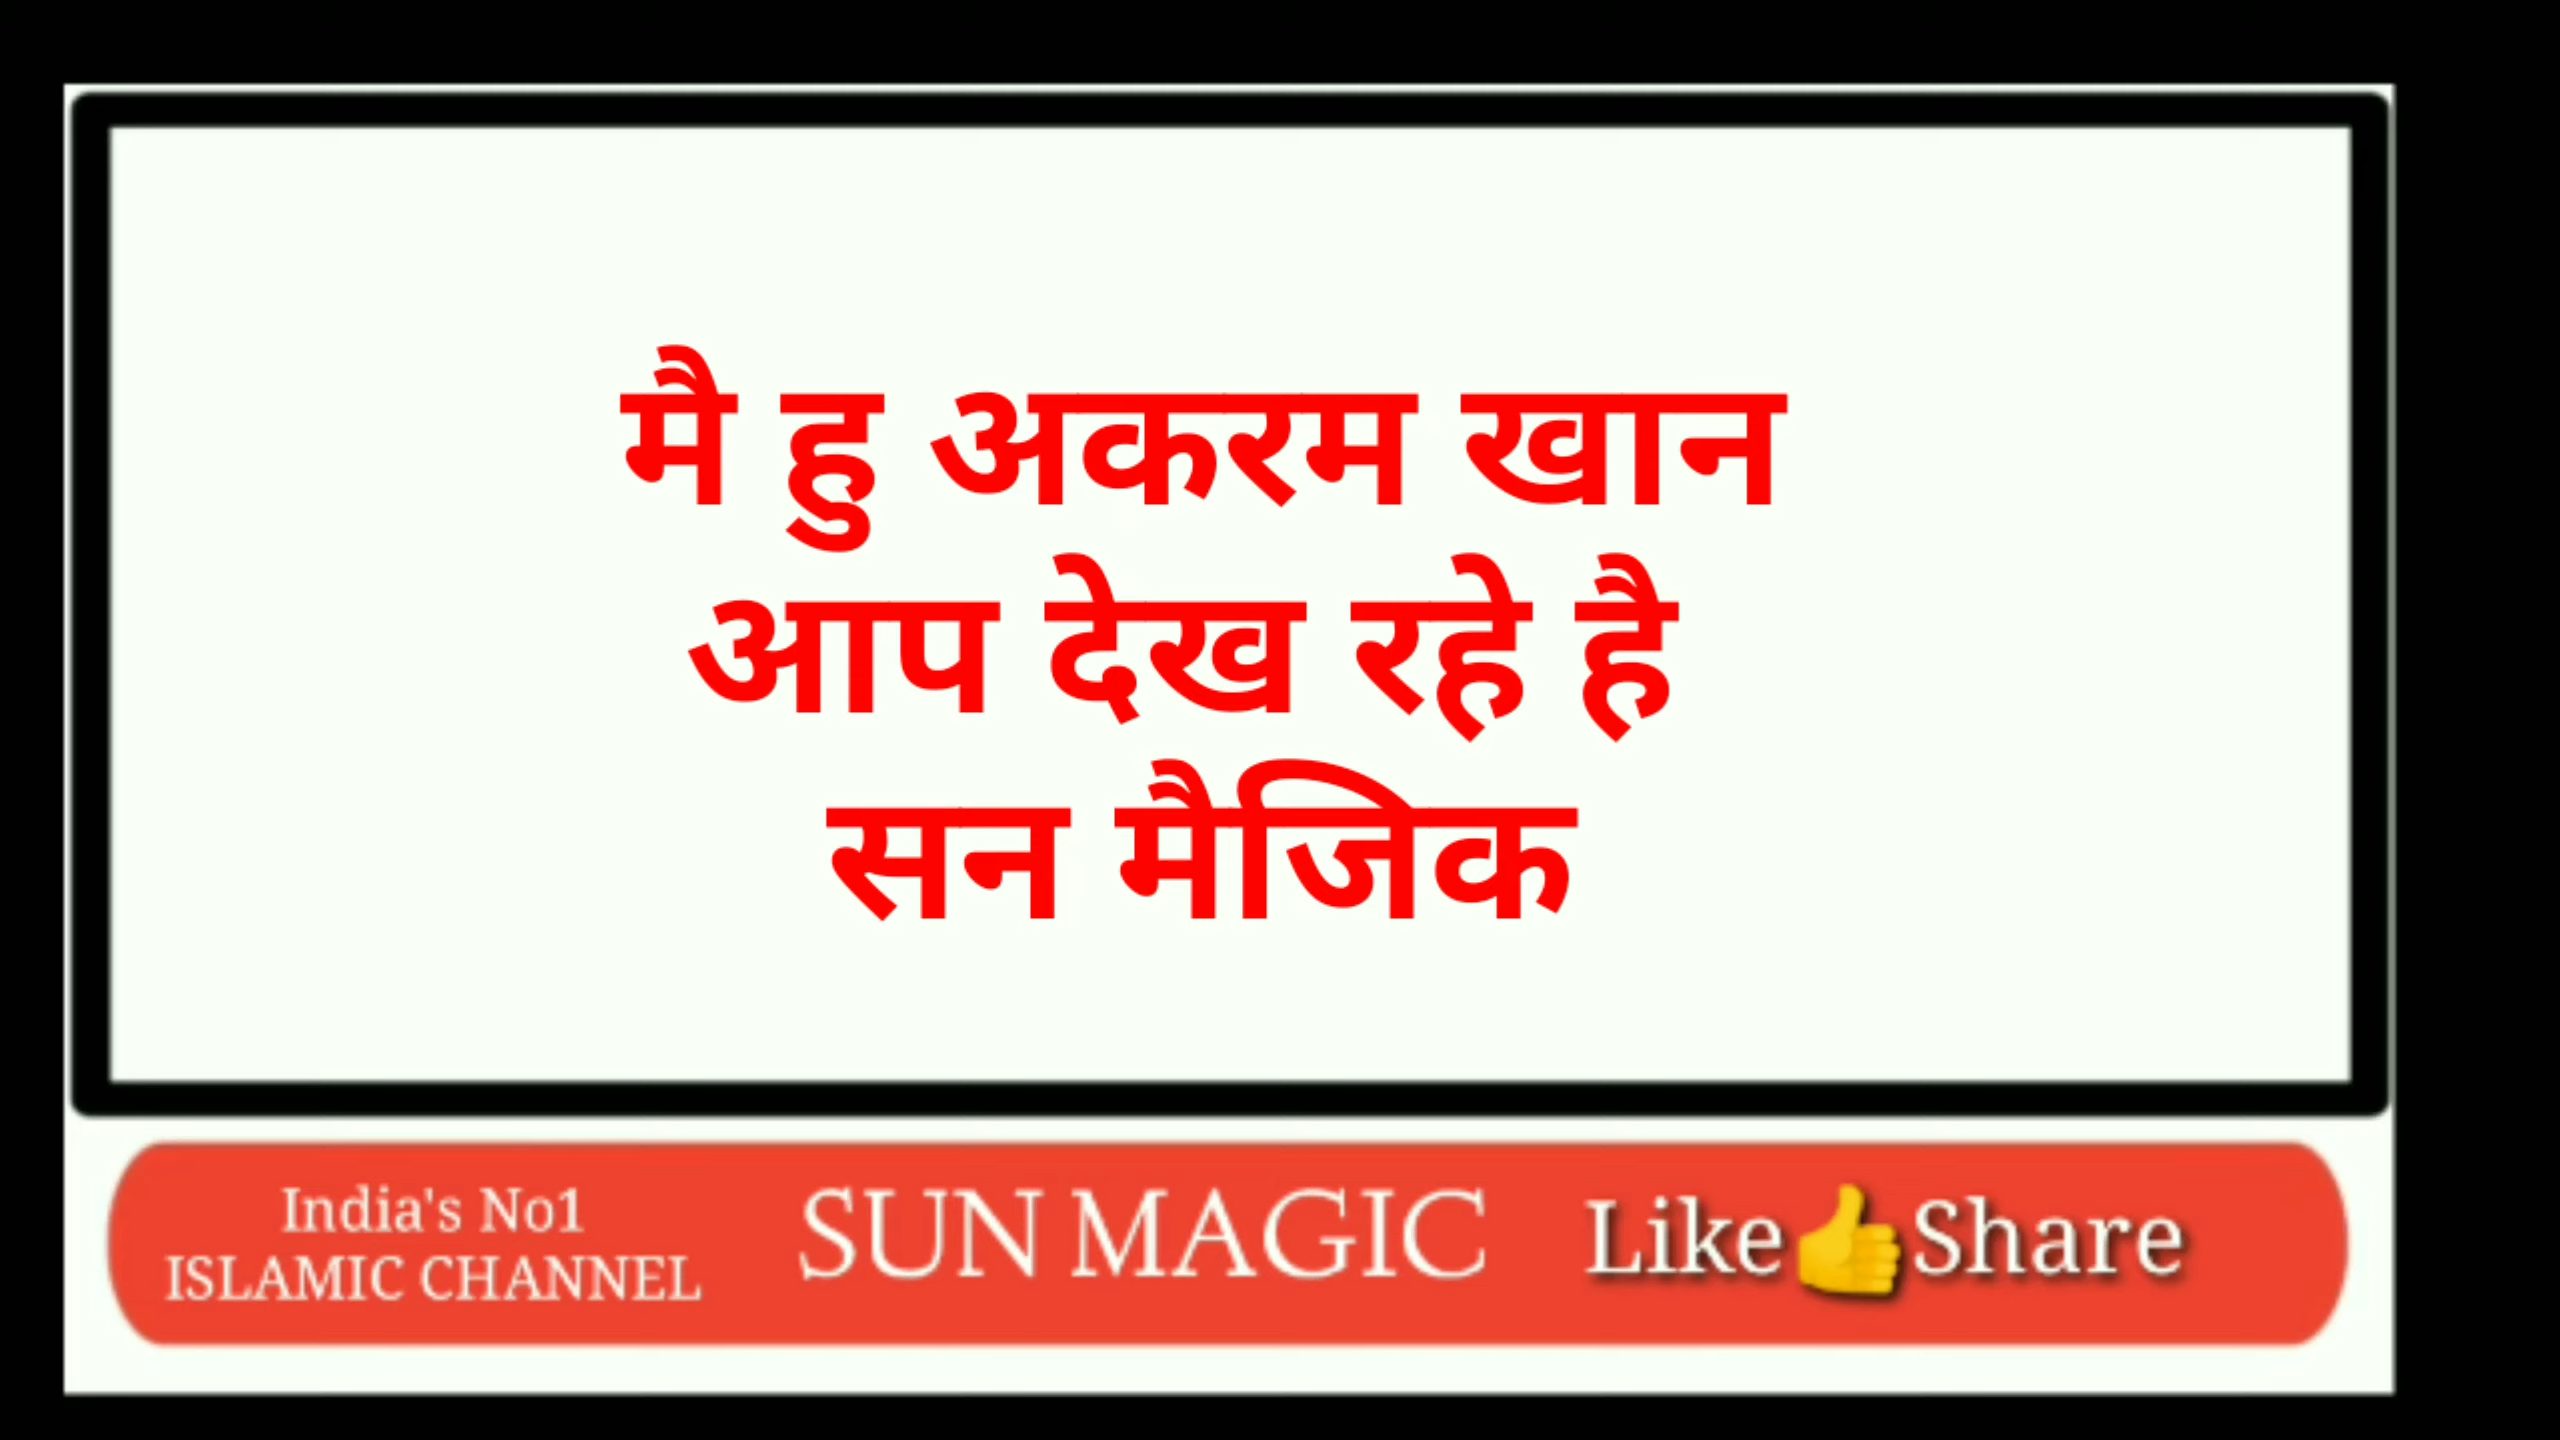 मै हु अकरम खान
आप देख रहे है
सन मैजिक
India's No1
ISLAMIC CHANNEL
SUN MAGIC
Like👍Share